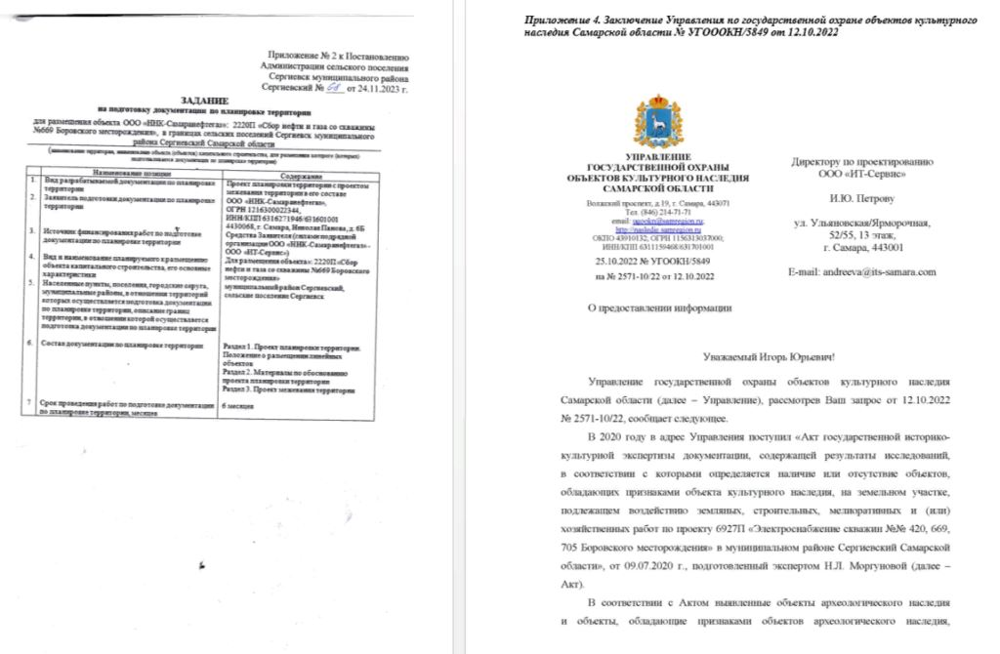 Приложение № 2 к Постановлению
Администрации сельского поселения
Сергиевск муниципального района
Сергиевский № 68 от 24.11.2023 г.
ЗАДАНИЕ
на подготовку документации по планировке территории
для размещения объекта ООО «ННК-Самаранефтегаз»: 2220П «Сбор нефти и газа со скважины
№669 Боровского месторождения», в границах сельских поселений Сергиевск муниципального
района Сергиевский Самарской области
(наименование территории, наименование объекта (объектов) капитального строительства, для размещения которого (которых)
подготавливается документация по планировке территории)
Наименование позиции Содержание
1. Вид разрабатываемой документации по планировке
территории
Проект планировки территории с проектом
межевания территории в его составе
2. Заявитель подготовки документации по планировке
территории
ООО «ННК-Самаранефтегаз»,
ОГРН 1216300022344,
ИНН/КПП 6316271946/631601001
4430068, г. Самара, Николая Панова, д. 6Б
3. Источник финансирования работ по подготовке
документации по планировке территории
Средства Заявителя (силами подрядной
организации ООО «ННК-Самаранефтегаз» -
ООО «ИТ-Сервис»)
4. Вид и наименование планируемого к размещению
объекта капитального строительства, его основные
характеристики
Для размещения объекта»: 2220П «Сбор
нефти и газа со скважины №669 Боровского
месторождения»
5. Населенные пункты, поселения, городские округа,
муниципальные районы, в отношении территорий
которых осуществляется подготовка документации
по планировке территории, описание границ
территории, в отношении которой осуществляется
подготовка документации по планировке территории
муниципальный район Сергиевский,
сельские поселение Сергиевск
6. Состав документации по планировке территории
Раздел 1. Проект планировки территории.
Положение о размещении линейных
объектов
Раздел 2. Материалы по обоснованию
проекта планировки территории
Раздел 3. Проект межевания территории
7 Срок проведения работ по подготовке документации
по планировке территории, месяцев
6 месяцев
Приложение 4. Заключение Управления по государственной охране объектов культурного
наследия Самарской области № УГОООКН/5849 от 12.10.2022
УПРАВЛЕНИЕ
ГОСУДАРСТВЕННОЙ ОХРАНЫ
ОБЪЕКТОВ КУЛЬТУРНОГО НАСЛЕДИЯ
САМАРСКОЙ ОБЛАСТИ
Волжский проспект, д.19, г. Самара, 443071
Тел. (846) 214-71-71
email: ugookn@samregion.ru;
http://nasledie.samregion.ru
ОКПО 43910132, ОГРН 1156313037000;
ИНН/КПП 6311159468/631701001
25.10.2022 № УГООКН/5849
на № 2571-10/22 от 12.10.2022
Директору по проектированию
ООО «ИТ-Сервис»
И.Ю. Петрову
ул. Ульяновская/Ярморочная,
52/55, 13 этаж,
г. Самара, 443001
E-mail: andreeva@its-samara.com
О предоставлении информации
Уважаемый Игорь Юрьевич!
Управление государственной охраны объектов культурного наследия
Самарской области (далее – Управление), рассмотрев Ваш запрос от 12.10.2022
№ 2571-10/22, сообщает следующее.
В 2020 году в адрес Управления поступил «Акт государственной историко-
культурной экспертизы документации, содержащей результаты исследований,
в соответствии с которыми определяется наличие или отсутствие объектов,
обладающих признаками объекта культурного наследия, на земельном участке,
подлежащем воздействию земляных, строительных, мелиоративных и (или)
хозяйственных работ по проекту 6927П «Электроснабжение скважин №№ 420, 669,
705 Боровского месторождения» в муниципальном районе Сергиевский Самарской
области», от 09.07.2020 г., подготовленный экспертом Н.Л. Моргуновой (далее –
Акт).
В соответствии с Актом выявленные объекты археологического наследия
и объекты, обладающие признаками объектов археологического наследия,